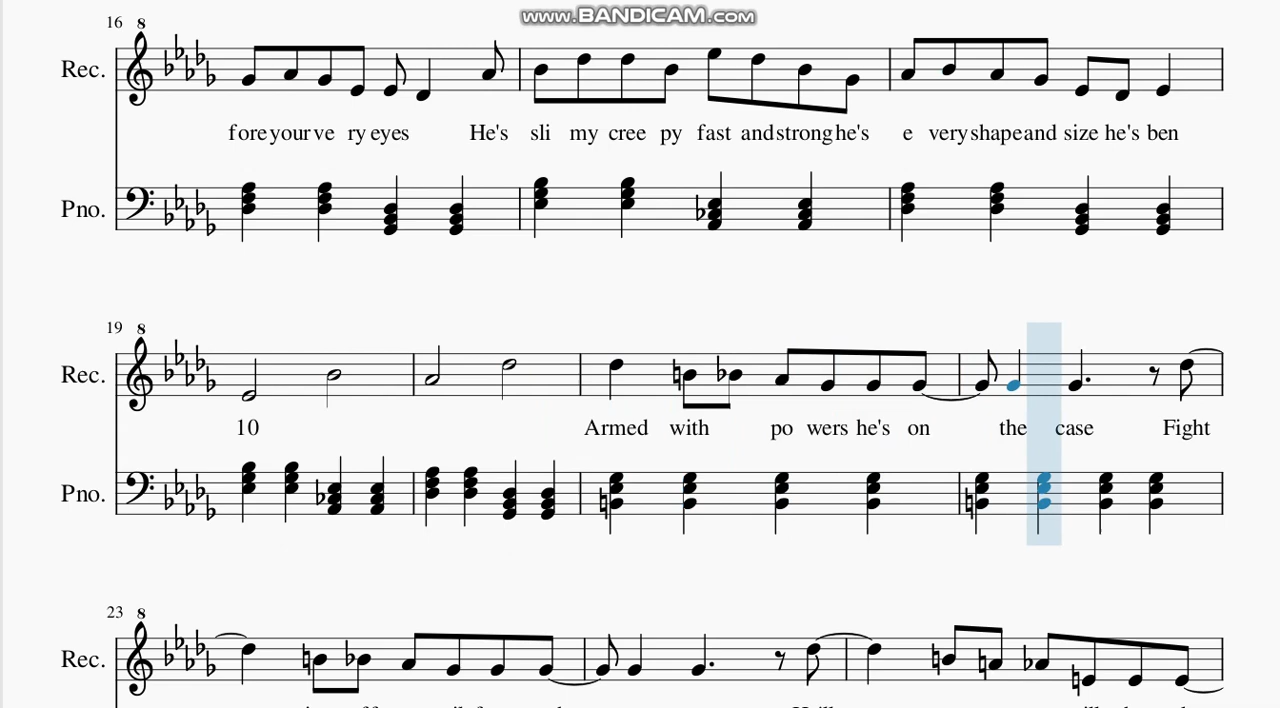 www.BANDICAM.com
16
8
Rec.
fore your ve ry eyes He's sli my cree py fast and strong he's e very shape and size he's ben
Pno.
19
8
Rec.
10 Armed with po wers he's on the case Fight
Pno.
23
8
Rec.